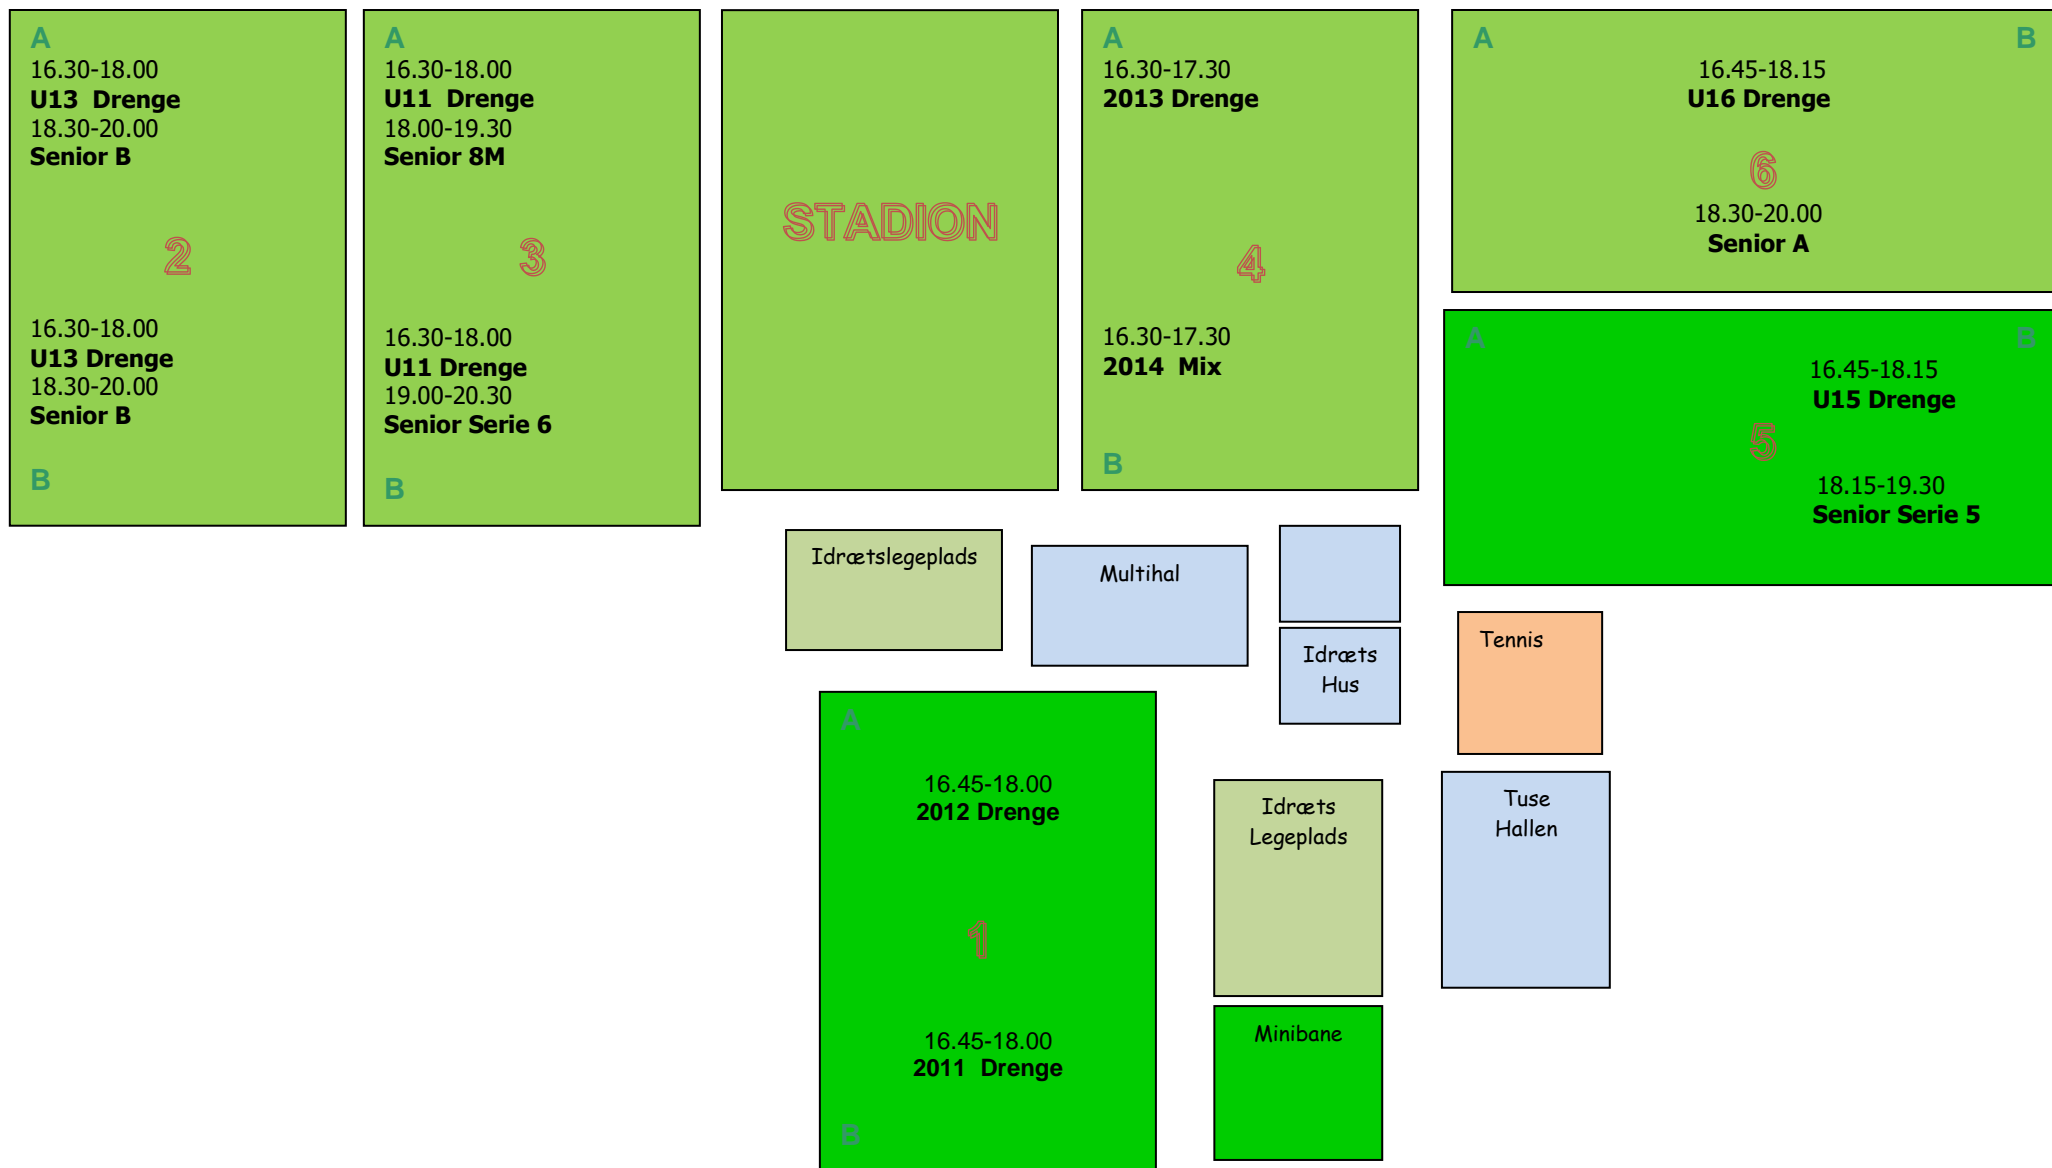 A
16.30-18.00
U13  Drenge
18.30-20.00
Senior B
2
16.30-18.00
U13 Drenge
18.30-20.00
Senior B
B
A
16.30-18.00
U11  Drenge
18.00-19.30
Senior 8M
3
16.30-18.00
U11 Drenge
19.00-20.30
Senior Serie 6
B
STADION
A
16.30-17.30
2013 Drenge
4
16.30-17.30
2014  Mix
B
A B
16.45-18.15
U16 Drenge
6
18.30-20.00
Senior A
A B
16.45-18.15
U15 Drenge
5
18.15-19.30
Senior Serie 5
Idrætslegeplads
Multihal
Idræts
Hus
Tennis
A
16.45-18.00
2012 Drenge
1
16.45-18.00
2011  Drenge
B
Idræts
Legeplads
Tuse
Hallen
Minibane